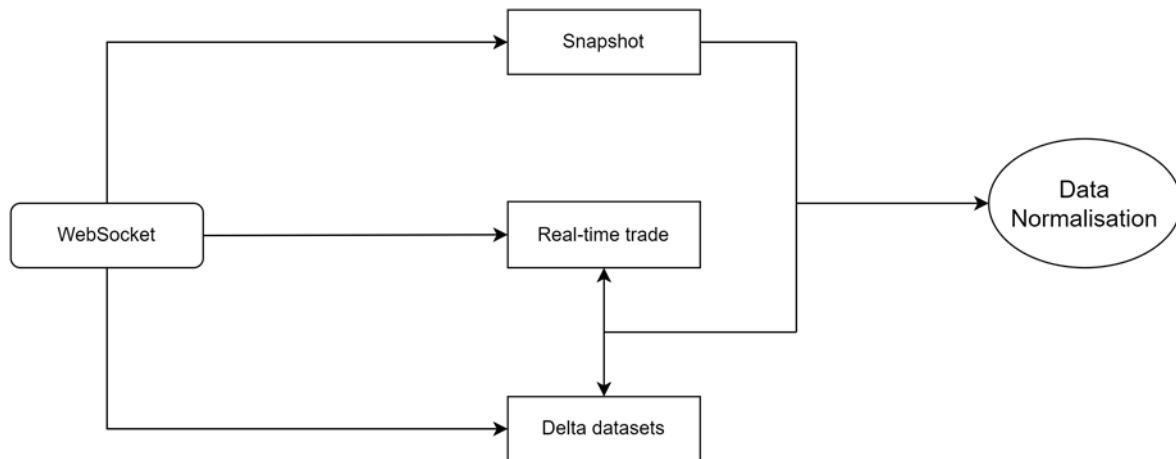 Snapshot
WebSocket
Real-time trade
Data
Normalisation
Delta datasets